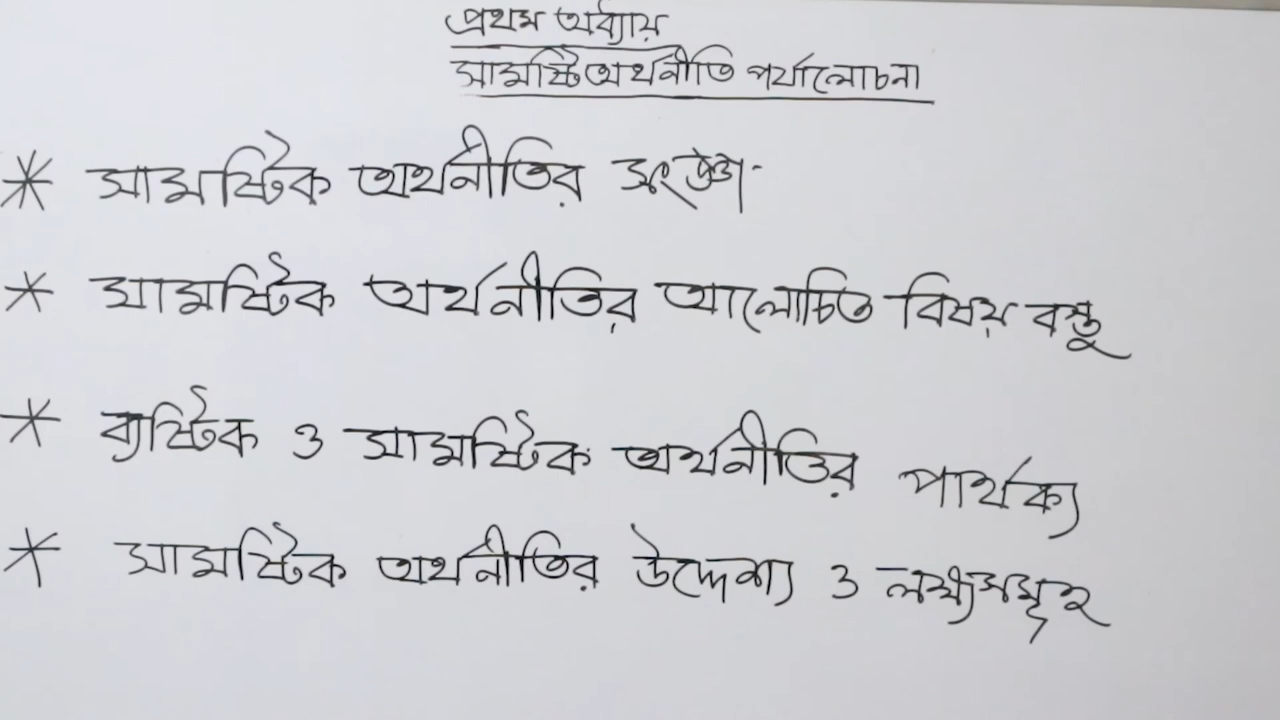 প্রথম অধ্যায়
সামষ্টিঅর্থনীতি পর্যালোচনা
* সামষ্টিক অর্থনীতির সংজ্ঞা
* সামষ্টিক অর্থনীতির আলোচিত বিষয় বস্তু
* ব্যষ্টিক ও সামষ্টিক অর্থনীতির পার্থক্য
* সামষ্টিক অর্থনীতির উদ্দেশ্য ও লক্ষ্যসমূহ